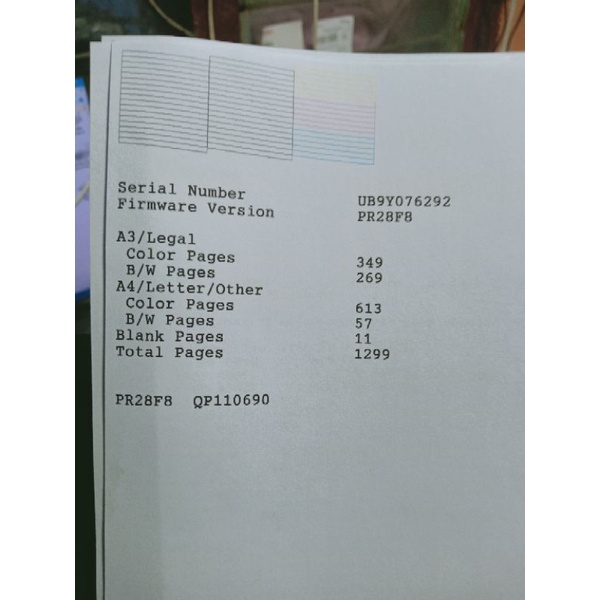 Serial Number UB9Y076292
Firmware Version PR28F8
A3/Legal
Color Pages 349
B/W Pages 269
A4/Letter/Other
Color Pages 613
B/W Pages 57
Blank Pages 11
Total Pages 1299
PR28F8 QP110690